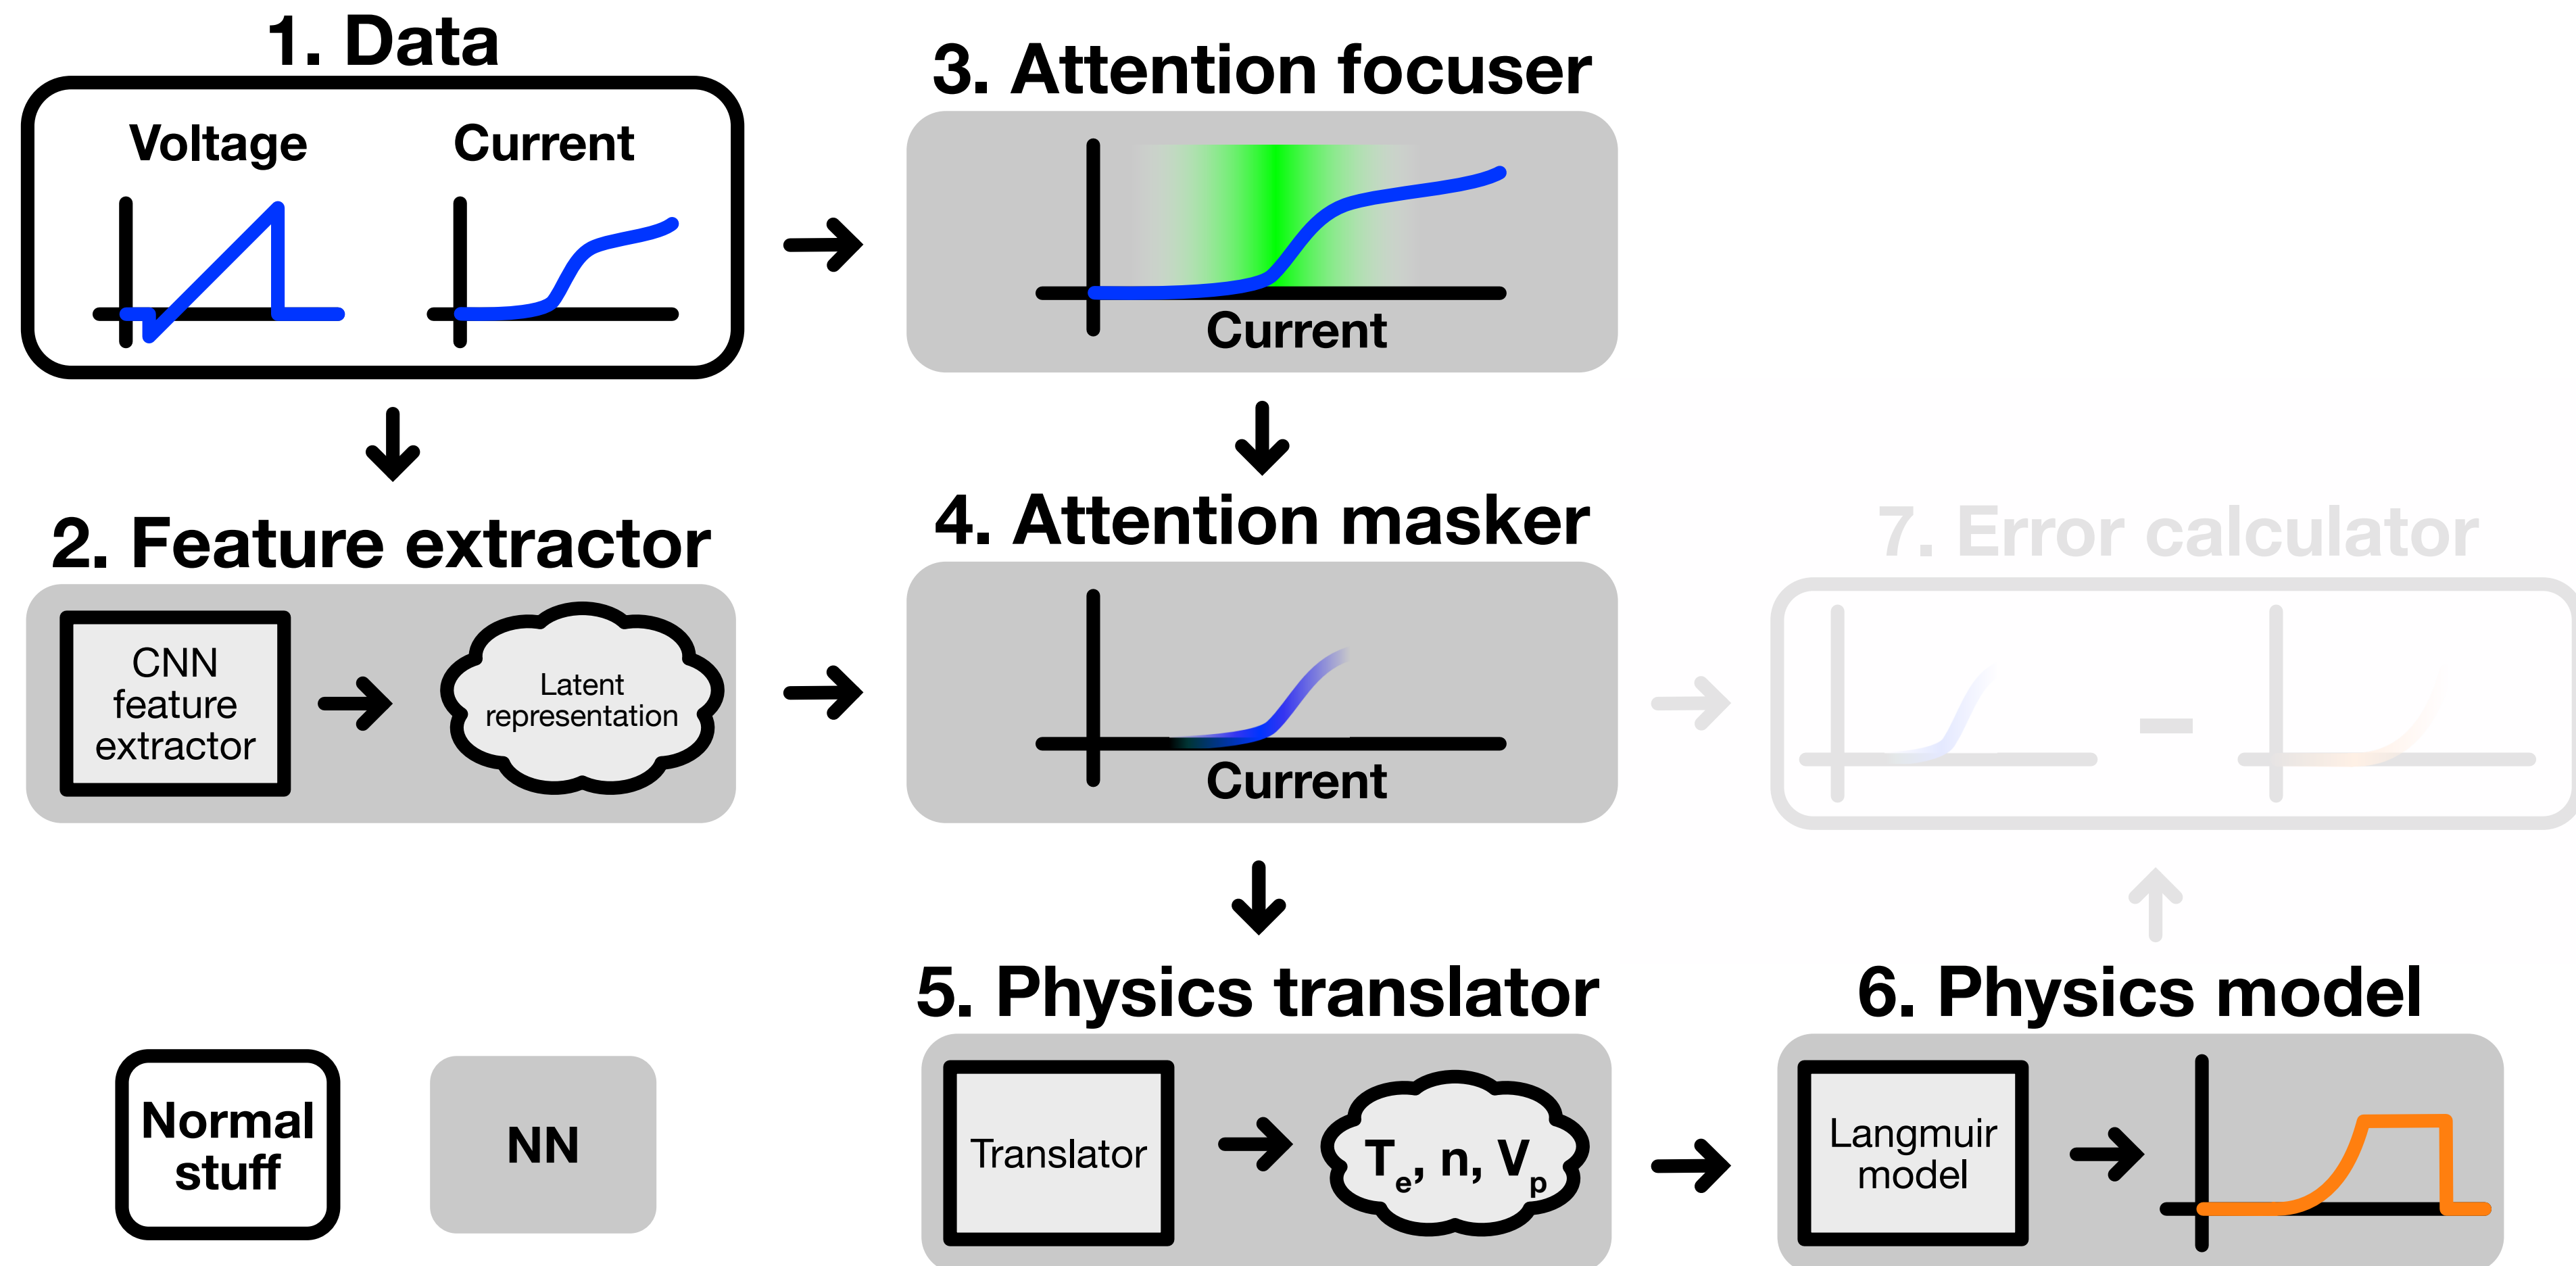 1. Data
Voltage
Current
2. Feature extractor
CNN
feature
extractor
Latent
representation
3. Attention focuser
Current
4. Attention masker
Current
5. Physics translator
Translator
Te, n, Vp
6. Physics model
Langmuir
model
7. Error calculator
Normal
stuff
NN